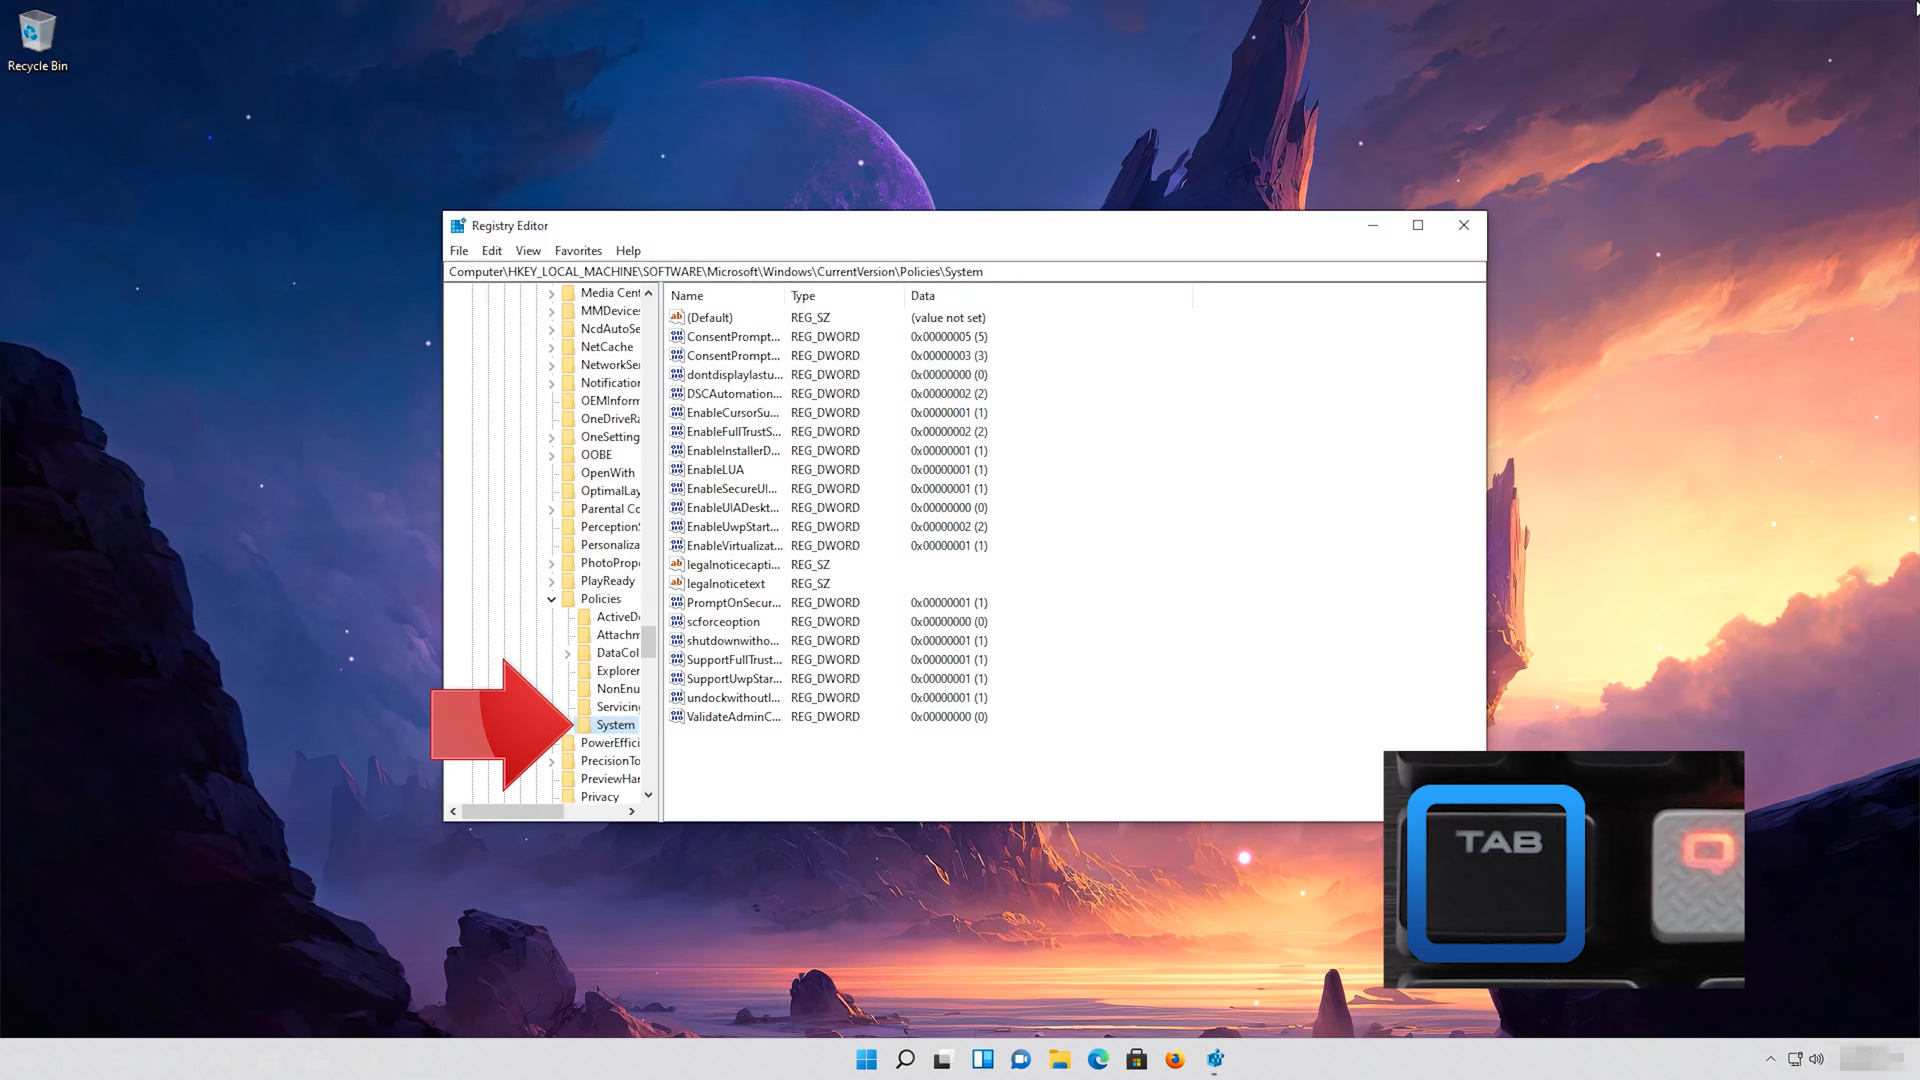 Recycle Bin
Registry Editor
File Edit View Favorites Help
Computer\HKEY_LOCAL_MACHINE\SOFTWARE\Microsoft\Windows\CurrentVersion\Policies\System
Media Cent
MMDevices
NcdAutoSe
NetCache
NetworkSer
Notification
OEMInform
OneDriveRa
OneSetting
OOBE
OpenWith
OptimalLay
Parental Co
PerceptionS
Personaliza
PhotoPrope
PlayReady
Policies
ActiveDe
Attachm
DataCol
Explorer
NonEnu
Servicing
System
PowerEffici
PrecisionTo
PreviewHan
Privacy
Name Type Data
(Default) REG_SZ (value not set)
ConsentPrompt... REG_DWORD 0x00000005 (5)
ConsentPrompt... REG_DWORD 0x00000003 (3)
dontdisplaylastu... REG_DWORD 0x00000000 (0)
DSCAutomation... REG_DWORD 0x00000002 (2)
EnableCursorSu... REG_DWORD 0x00000001 (1)
EnableFullTrustS... REG_DWORD 0x00000002 (2)
EnableInstallerD... REG_DWORD 0x00000001 (1)
EnableLUA REG_DWORD 0x00000001 (1)
EnableSecureUI... REG_DWORD 0x00000001 (1)
EnableUIADeskt... REG_DWORD 0x00000000 (0)
EnableUwpStart... REG_DWORD 0x00000002 (2)
EnableVirtualizat... REG_DWORD 0x00000001 (1)
legalnoticecapti... REG_SZ
legalnoticetext REG_SZ
PromptOnSecur... REG_DWORD 0x00000001 (1)
scforceoption REG_DWORD 0x00000000 (0)
shutdownwitho... REG_DWORD 0x00000001 (1)
SupportFullTrust... REG_DWORD 0x00000001 (1)
SupportUwpStar... REG_DWORD 0x00000001 (1)
undockwithoutl... REG_DWORD 0x00000001 (1)
ValidateAdminC... REG_DWORD 0x00000000 (0)
TAB
Q